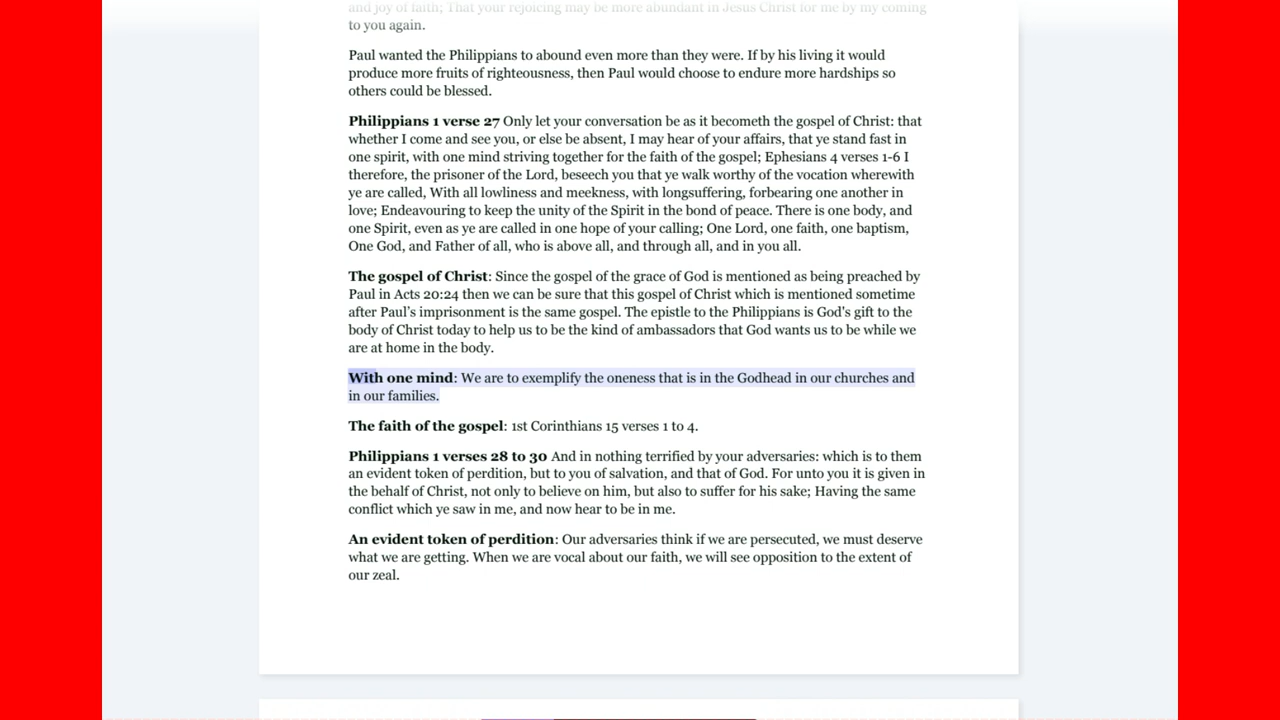 and joy of faith; That your rejoicing may be more abundant in Jesus Christ for me by my coming
to you again.
Paul wanted the Philippians to abound even more than they were. If by his living it would
produce more fruits of righteousness, then Paul would choose to endure more hardships so
others could be blessed.
Philippians 1 verse 27 Only let your conversation be as it becometh the gospel of Christ: that
whether I come and see you, or else be absent, I may hear of your affairs, that ye stand fast in
one spirit, with one mind striving together for the faith of the gospel; Ephesians 4 verses 1-6 I
therefore, the prisoner of the Lord, beseech you that ye walk worthy of the vocation wherewith
ye are called, With all lowliness and meekness, with longsuffering, forbearing one another in
love; Endeavouring to keep the unity of the Spirit in the bond of peace. There is one body, and
one Spirit, even as ye are called in one hope of your calling; One Lord, one faith, one baptism,
One God, and Father of all, who is above all, and through all, and in you all.
The gospel of Christ: Since the gospel of the grace of God is mentioned as being preached by
Paul in Acts 20:24 then we can be sure that this gospel of Christ which is mentioned sometime
after Paul's imprisonment is the same gospel. The epistle to the Philippians is God's gift to the
body of Christ today to help us to be the kind of ambassadors that God wants us to be while we
are at home in the body.
With one mind: We are to exemplify the oneness that is in the Godhead in our churches and
in our families.
The faith of the gospel: 1st Corinthians 15 verses 1 to 4.
Philippians 1 verses 28 to 30 And in nothing terrified by your adversaries: which is to them
an evident token of perdition, but to you of salvation, and that of God. For unto you it is given in
the behalf of Christ, not only to believe on him, but also to suffer for his sake; Having the same
conflict which ye saw in me, and now hear to be in me.
An evident token of perdition: Our adversaries think if we are persecuted, we must deserve
what we are getting. When we are vocal about our faith, we will see opposition to the extent of
our zeal.